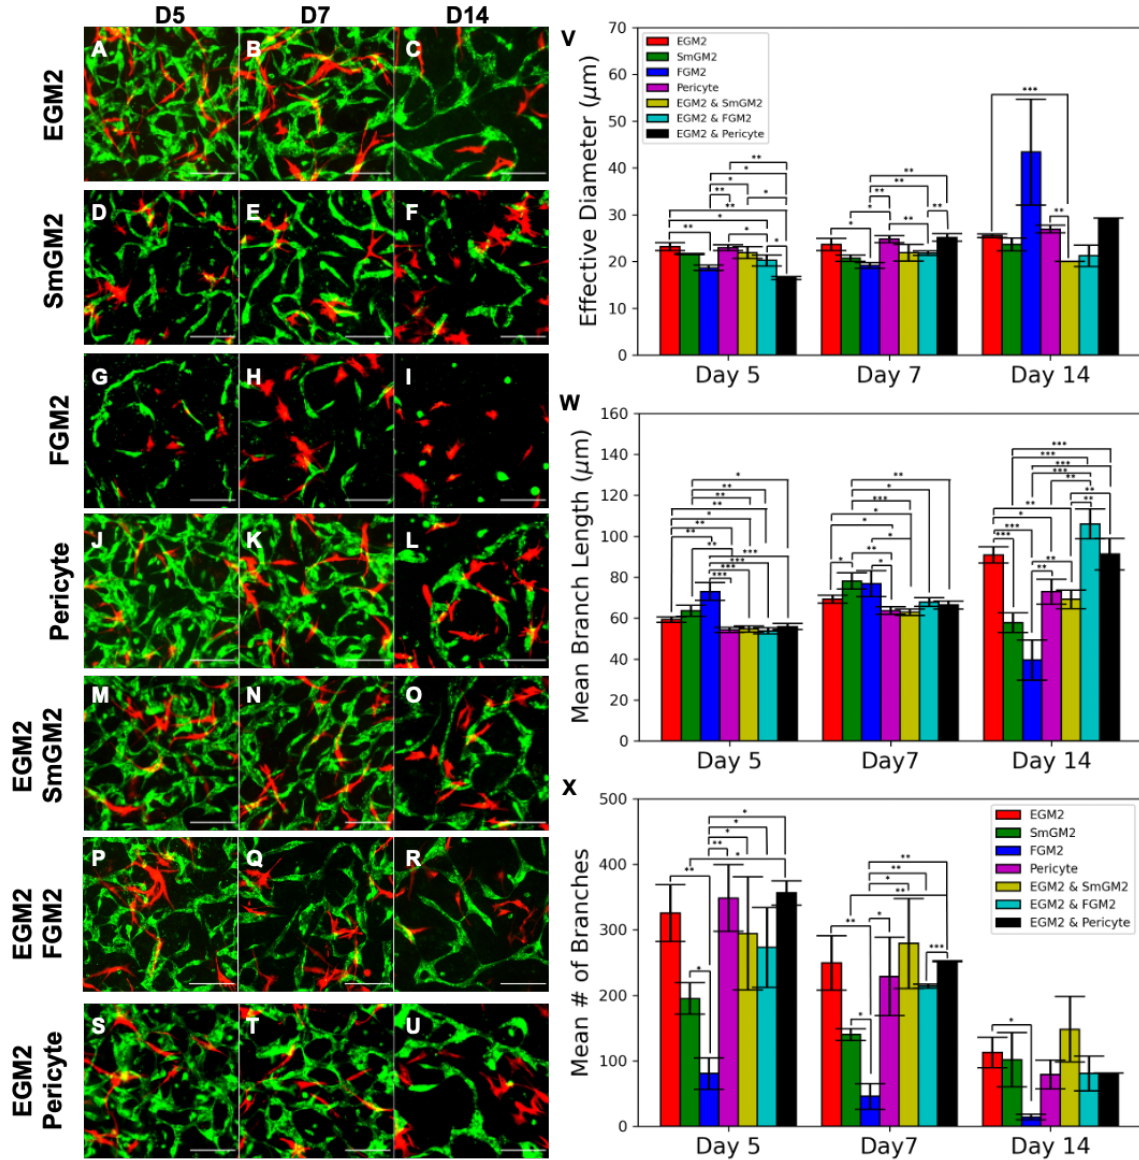 D5 D7 D14
EGM2
A B C
SmGM2
D E F
FGM2
G H I
Pericyte
J K L
EGM2
SmGM2
M N O
EGM2
FGM2
P Q R
EGM2
Pericyte
S T U
V
Effective Diameter (μm)
70
60
50
40
30
20
10
0
EGM2
SmGM2
FGM2
Pericyte
EGM2 & SmGM2
EGM2 & FGM2
EGM2 & Pericyte
Day 5 Day 7 Day 14
W
Mean Branch Length (μm)
160
140
120
100
80
60
40
20
0
Day 5 Day7 Day 14
X
Mean # of Branches
500
400
300
200
100
0
EGM2
SmGM2
FGM2
Pericyte
EGM2 & SmGM2
EGM2 & FGM2
EGM2 & Pericyte
Day 5 Day7 Day 14